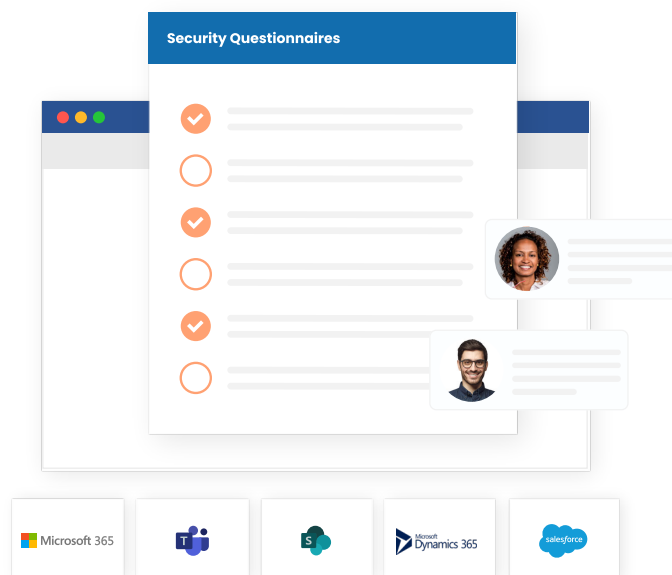 Security Questionnaires
Microsoft 365
T
S
Microsoft
Dynamics 365
salesforce